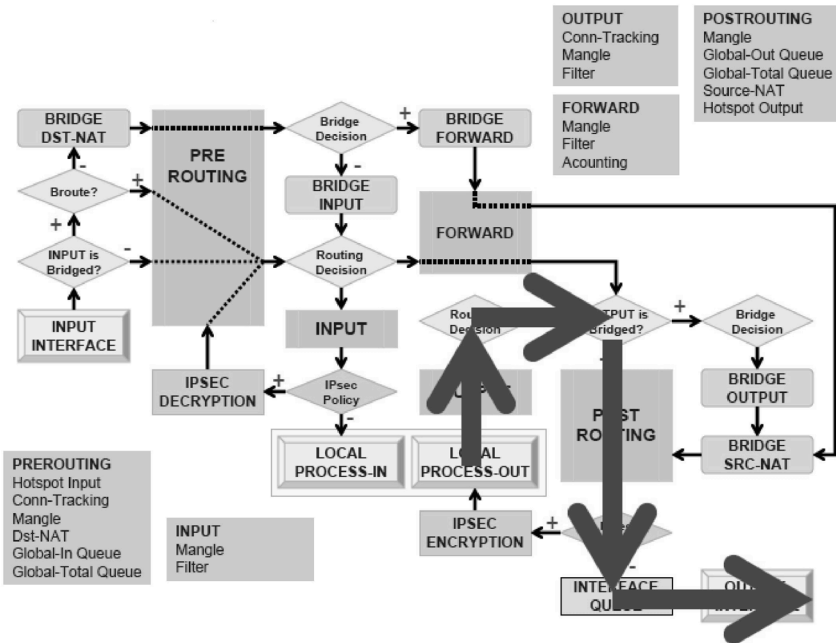 OUTPUT
Conn-Tracking
Mangle
Filter
POSTROUTING
Mangle
Global-Out Queue
Global-Total Queue
Source-NAT
Hotspot Output
FORWARD
Mangle
Filter
Acounting
BRIDGE
DST-NAT
PRE
ROUTING
Bridge
Decision
+
BRIDGE
FORWARD
-
-
Broute?
+
BRIDGE
INPUT
+
INPUT is
Bridged?
-
Routing
Decision
FORWARD
INPUT
INTERFACE
INPUT
Decision
Bridged?
+
Bridge
Decision
IPSEC
DECRYPTION
+
IPsec
Policy
-
BRIDGE
OUTPUT
ROUTING
LOCAL
PROCESS-IN
LOCAL
PROCESS-OUT
BRIDGE
SRC-NAT
PREROUTING
Hotspot Input
Conn-Tracking
Mangle
Dst-NAT
Global-In Queue
Global-Total Queue
INPUT
Mangle
Filter
IPSEC
ENCRYPTION
+
-
INTERFACE
QUEUE